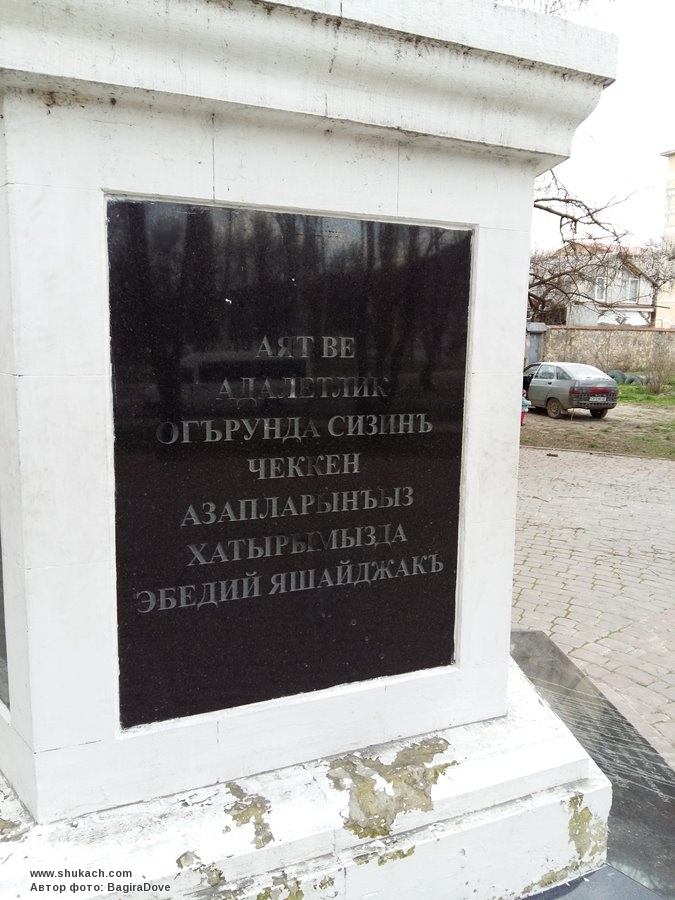 АЯТ ВЕ
АДАЛЕТЛИК
ОГЪРУНДА СИЗИНЪ
ЧЕККЕН
АЗАПЛАРЫНЪЫЗ
ХАТЫРЫМЫЗДА
ЭБЕДИЙ ЯШАЙДЖАКЪ
www.shukach.com
Автор фото: BagiraDove